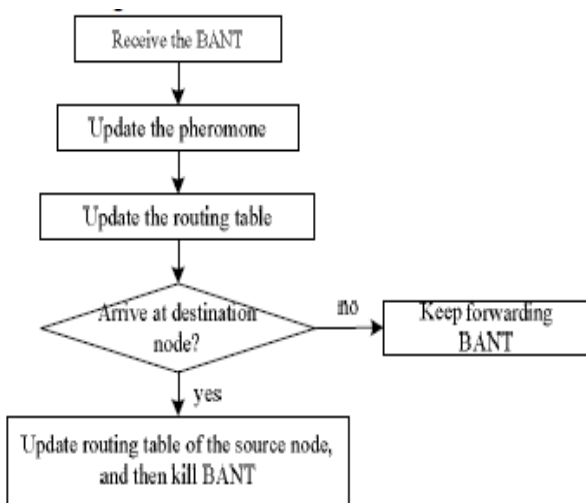 Receive the BANT
Update the pheromone
Update the routing table
Arrive at destination
node?
no
Keep forwarding
BANT
yes
Update routing table of the source node,
and then kill BANT